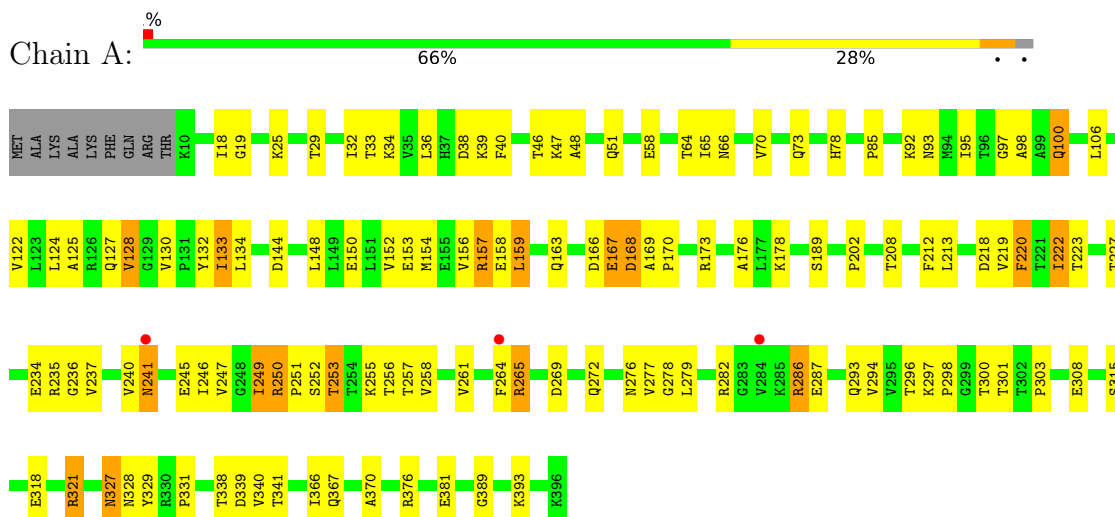 .%
Chain A:
66% 28% . .
MET ALA LYS ALA LYS PHE GLN ARG THR K10 I18 G19 K25 T29 I32 T33 K34 V35 L36 H37 D38 K39 F40 T46 K47 A48 Q51 E58 T64 I65 N66 V70 Q73 H78 P85 K92 N93 M94 I95 T96 G97 A98 A99 Q100 L106
V122 L123 L124 A125 R126 Q127 V128 G129 V130 P131 Y132 I133 L134 D144 L148 L149 E150 L151 V152 E153 M154 E155 V156 R157 E158 L159 Q163 D166 E167 D168 A169 P170 R173 A176 L177 K178 S189 P202 T208 F212 L213 D218 V219 F220 T221 I222 T223 T227
E234 R235 G236 V237 V240 N241 E245 I246 V247 G248 I249 R250 P251 S252 T253 T254 K255 T256 T257 V258 V261 F264 R265 D269 Q272 N276 V277 G278 L279 R282 G283 V284 K285 R286 E287 Q293 V294 V295 T296 K297 P298 G299 T300 T301 T302 P303 E308 S315
E318 R321 N327 N328 Y329 R330 P331 T338 D339 V340 T341 I366 Q367 A370 R376 E381 G389 K393 K396